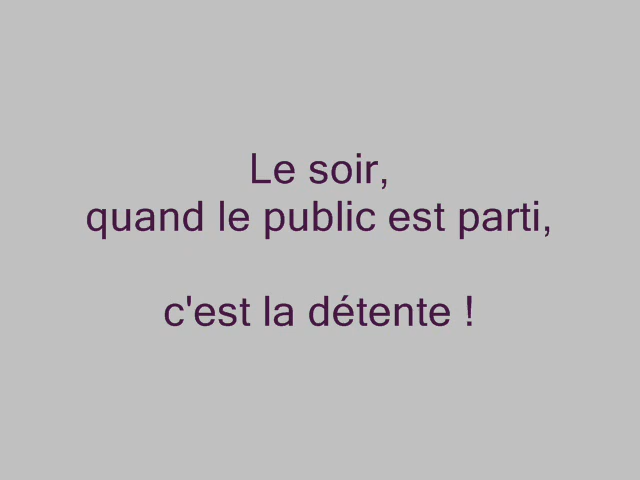 Le soir,
quand le public est parti,
c'est la détente !